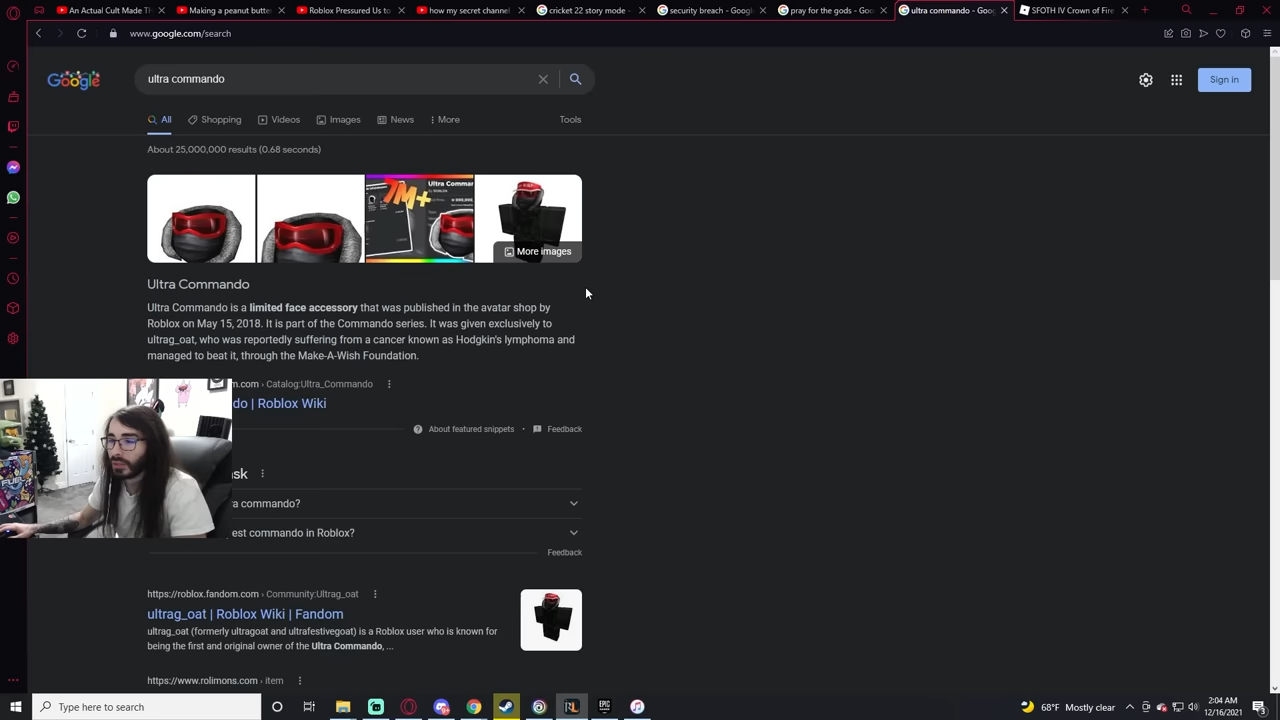 An Actual Cult Made Th
Making a peanut butter
Roblox Pressured Us to
how my secret channel
cricket 22 story mode -
security breach - Google
pray for the gods - Goo
ultra commando - Goog
SFOTH IV Crown of Fire
www.google.com/search
Google
ultra commando
Sign in
All
Shopping
Videos
Images
News
More
Tools
About 25,000,000 results (0.68 seconds)
7M+
Ultra Comman
More images
Ultra Commando
Ultra Commando is a limited face accessory that was published in the avatar shop by
Roblox on May 15, 2018. It is part of the Commando series. It was given exclusively to
ultrag_oat, who was reportedly suffering from a cancer known as Hodgkin's lymphoma and
managed to beat it, through the Make-A-Wish Foundation.
m.com › Catalog:Ultra_Commando
do | Roblox Wiki
About featured snippets • Feedback
ask
ra commando?
est commando in Roblox?
Feedback
https://roblox.fandom.com › Community:Ultrag_oat
ultrag_oat | Roblox Wiki | Fandom
ultrag_oat (formerly ultragoat and ultrafestivegoat) is a Roblox user who is known for
being the first and original owner of the Ultra Commando, ...
https://www.rolimons.com › item
FUEL
Type here to search
EPIC
68°F Mostly clear
2:04 AM
12/16/2021